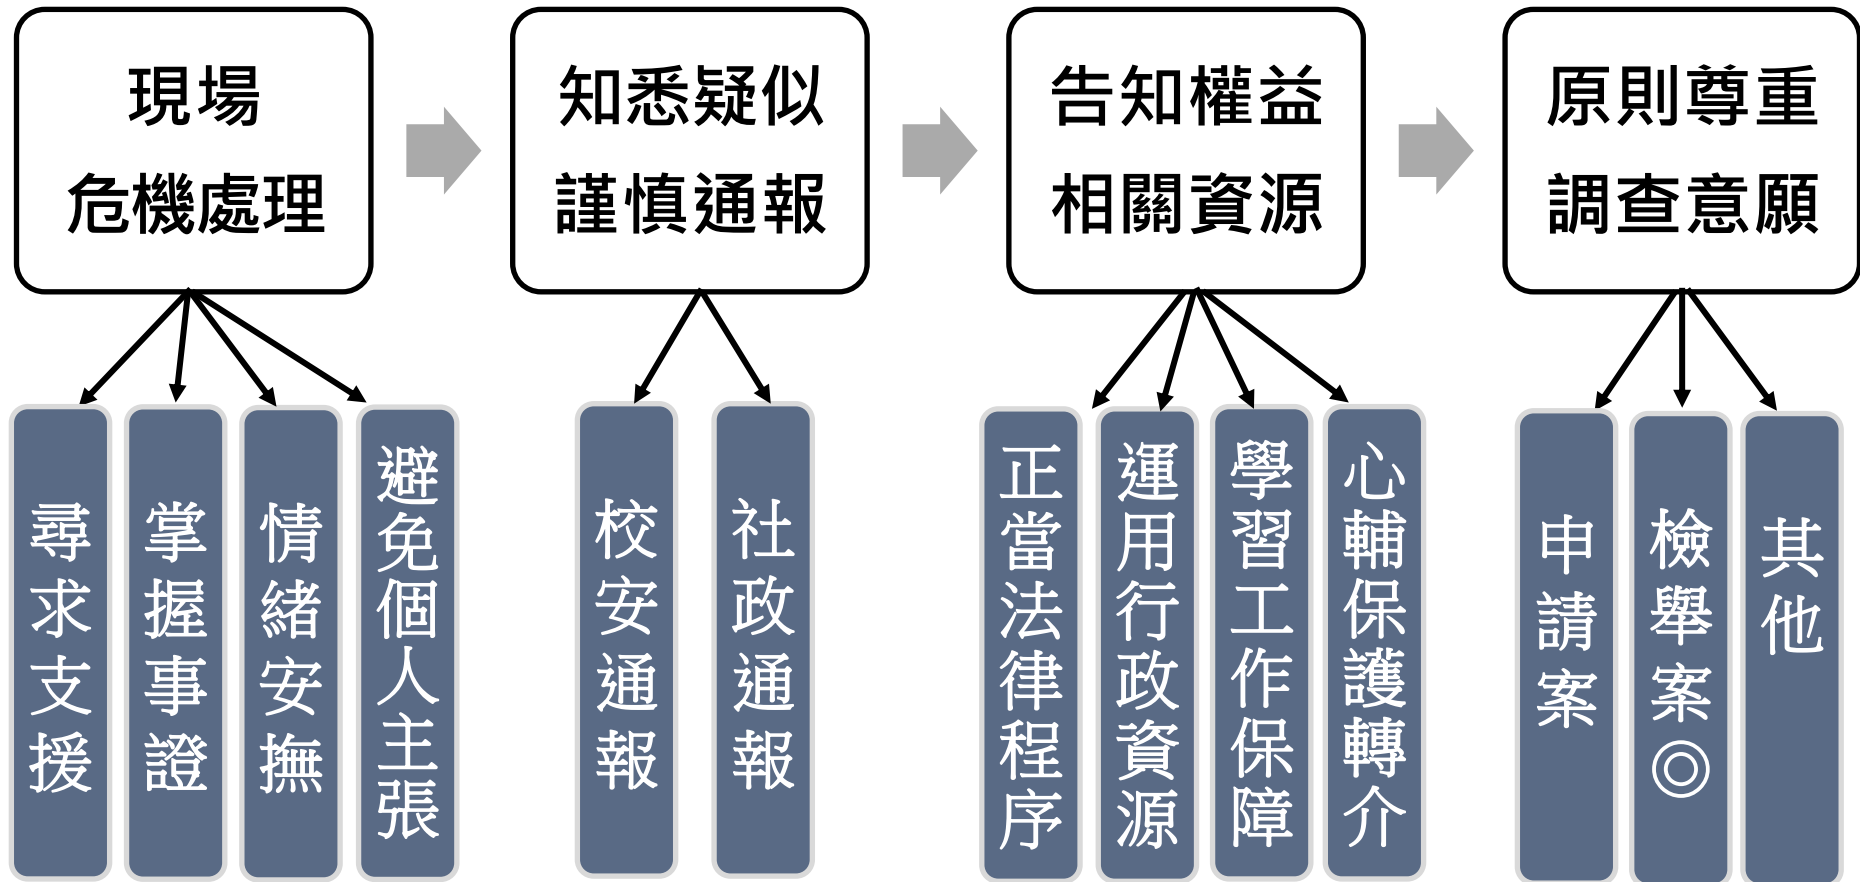 現場
危機處理
知悉疑似
謹慎通報
告知權益
相關資源
原則尊重
調查意願
尋求支援
掌握事證
情緒安撫
避免個人主張
校安通報
社政通報
正當法律程序
運用行政資源
學習工作保障
心輔保護轉介
申請案
檢舉案◎
其他